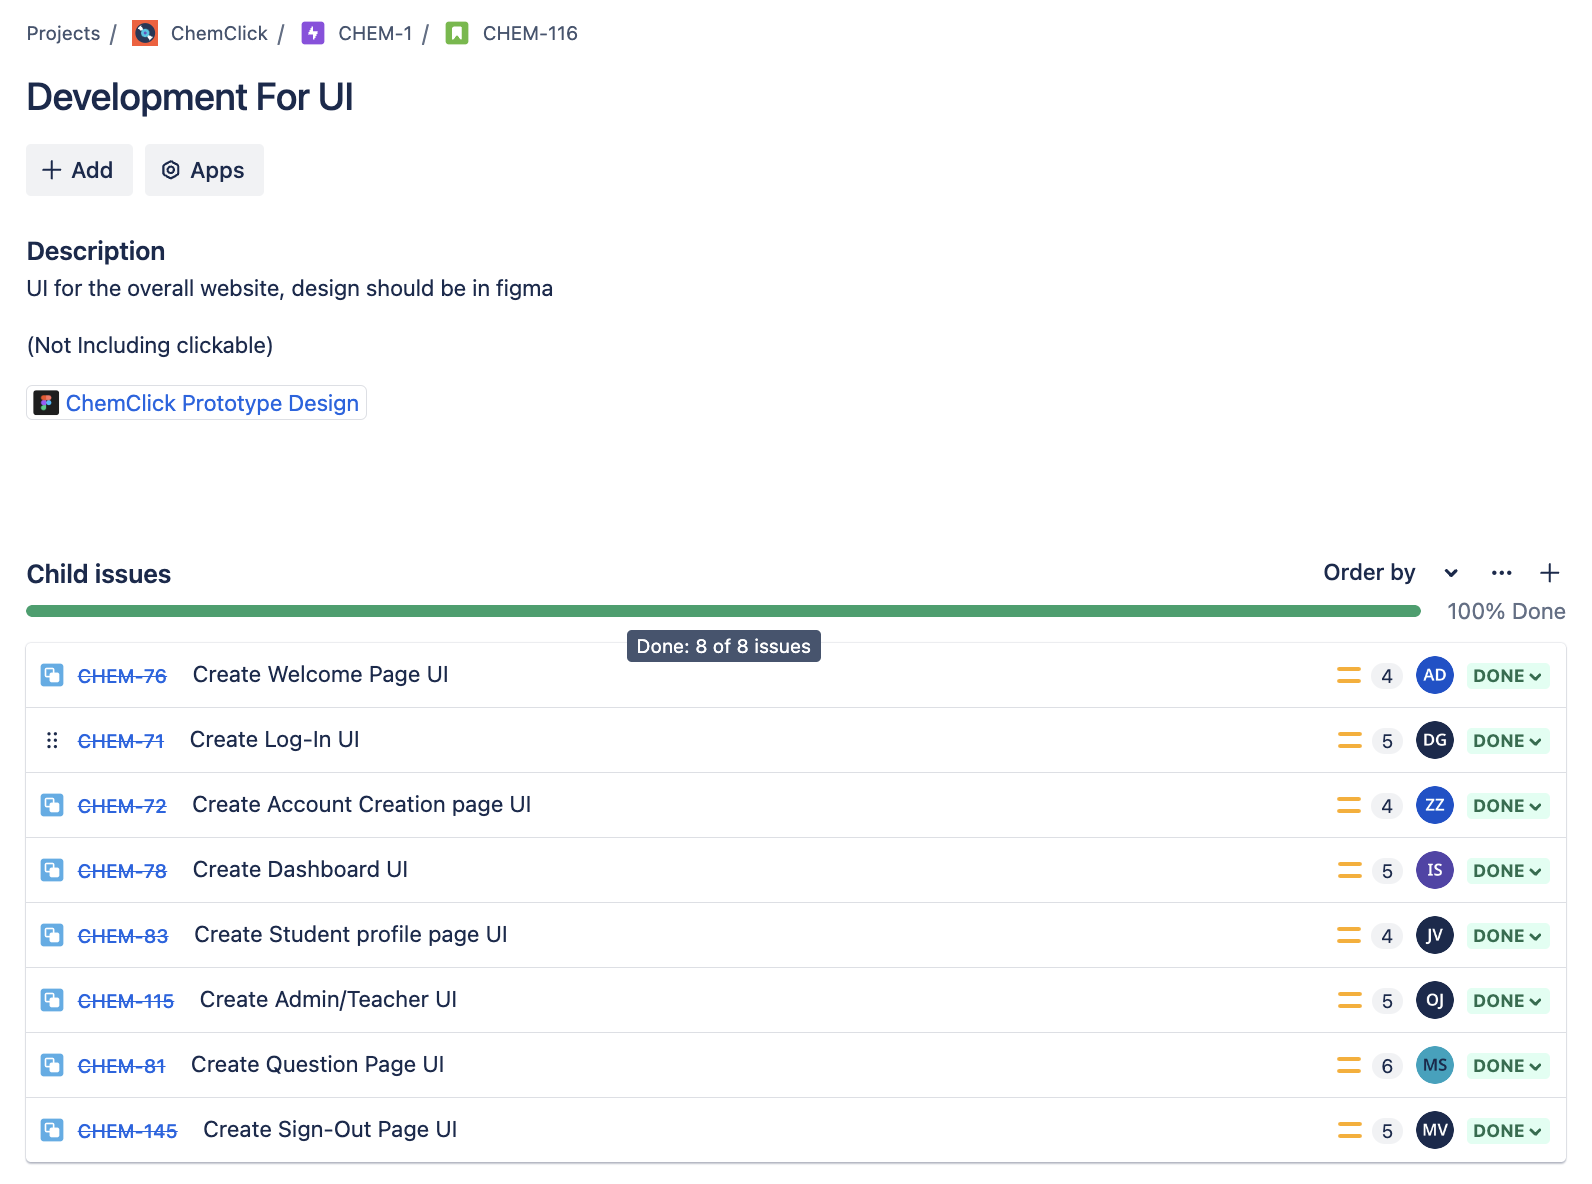 Projects / ChemClick / CHEM-1 / CHEM-116
Development For UI
Add Apps
Description
UI for the overall website, design should be in figma
(Not Including clickable)
ChemClick Prototype Design
Child issues Order by
100% Done
Done: 8 of 8 issues
CHEM-76 Create Welcome Page UI 4 AD DONE
CHEM-71 Create Log-In UI 5 DG DONE
CHEM-72 Create Account Creation page UI 4 ZZ DONE
CHEM-78 Create Dashboard UI 5 IS DONE
CHEM-83 Create Student profile page UI 4 JV DONE
CHEM-115 Create Admin/Teacher UI 5 OJ DONE
CHEM-81 Create Question Page UI 6 MS DONE
CHEM-145 Create Sign-Out Page UI 5 MV DONE